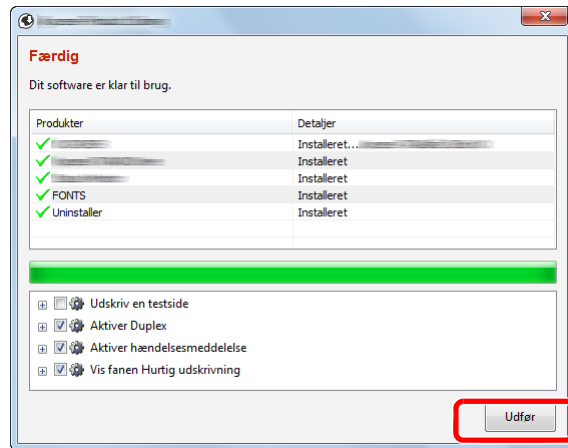 Færdig
Dit software er klar til brug.
Produkter Detaljer
Installeret...
Installeret
Installeret
FONTS Installeret
Uninstaller Installeret
Udskriv en testside
Aktiver Duplex
Aktiver hændelsesmeddelelse
Vis fanen Hurtig udskrivning
Udfør